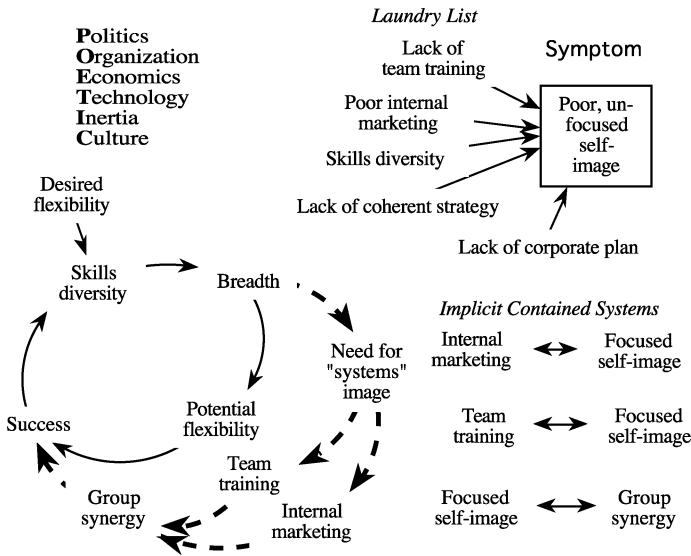 Politics
Organization
Economics
Technology
Inertia
Culture
Laundry List
Lack of
team training
Poor internal
marketing
Skills diversity
Lack of coherent strategy
Lack of corporate plan
Symptom
Poor, un-
focused
self-
image
Desired
flexibility
Skills
diversity
Breadth
Need for
"systems"
image
Potential
flexibility
Success
Team
training
Internal
marketing
Group
synergy
Implicit Contained Systems
Internal
marketing
Focused
self-image
Team
training
Focused
self-image
Focused
self-image
Group
synergy